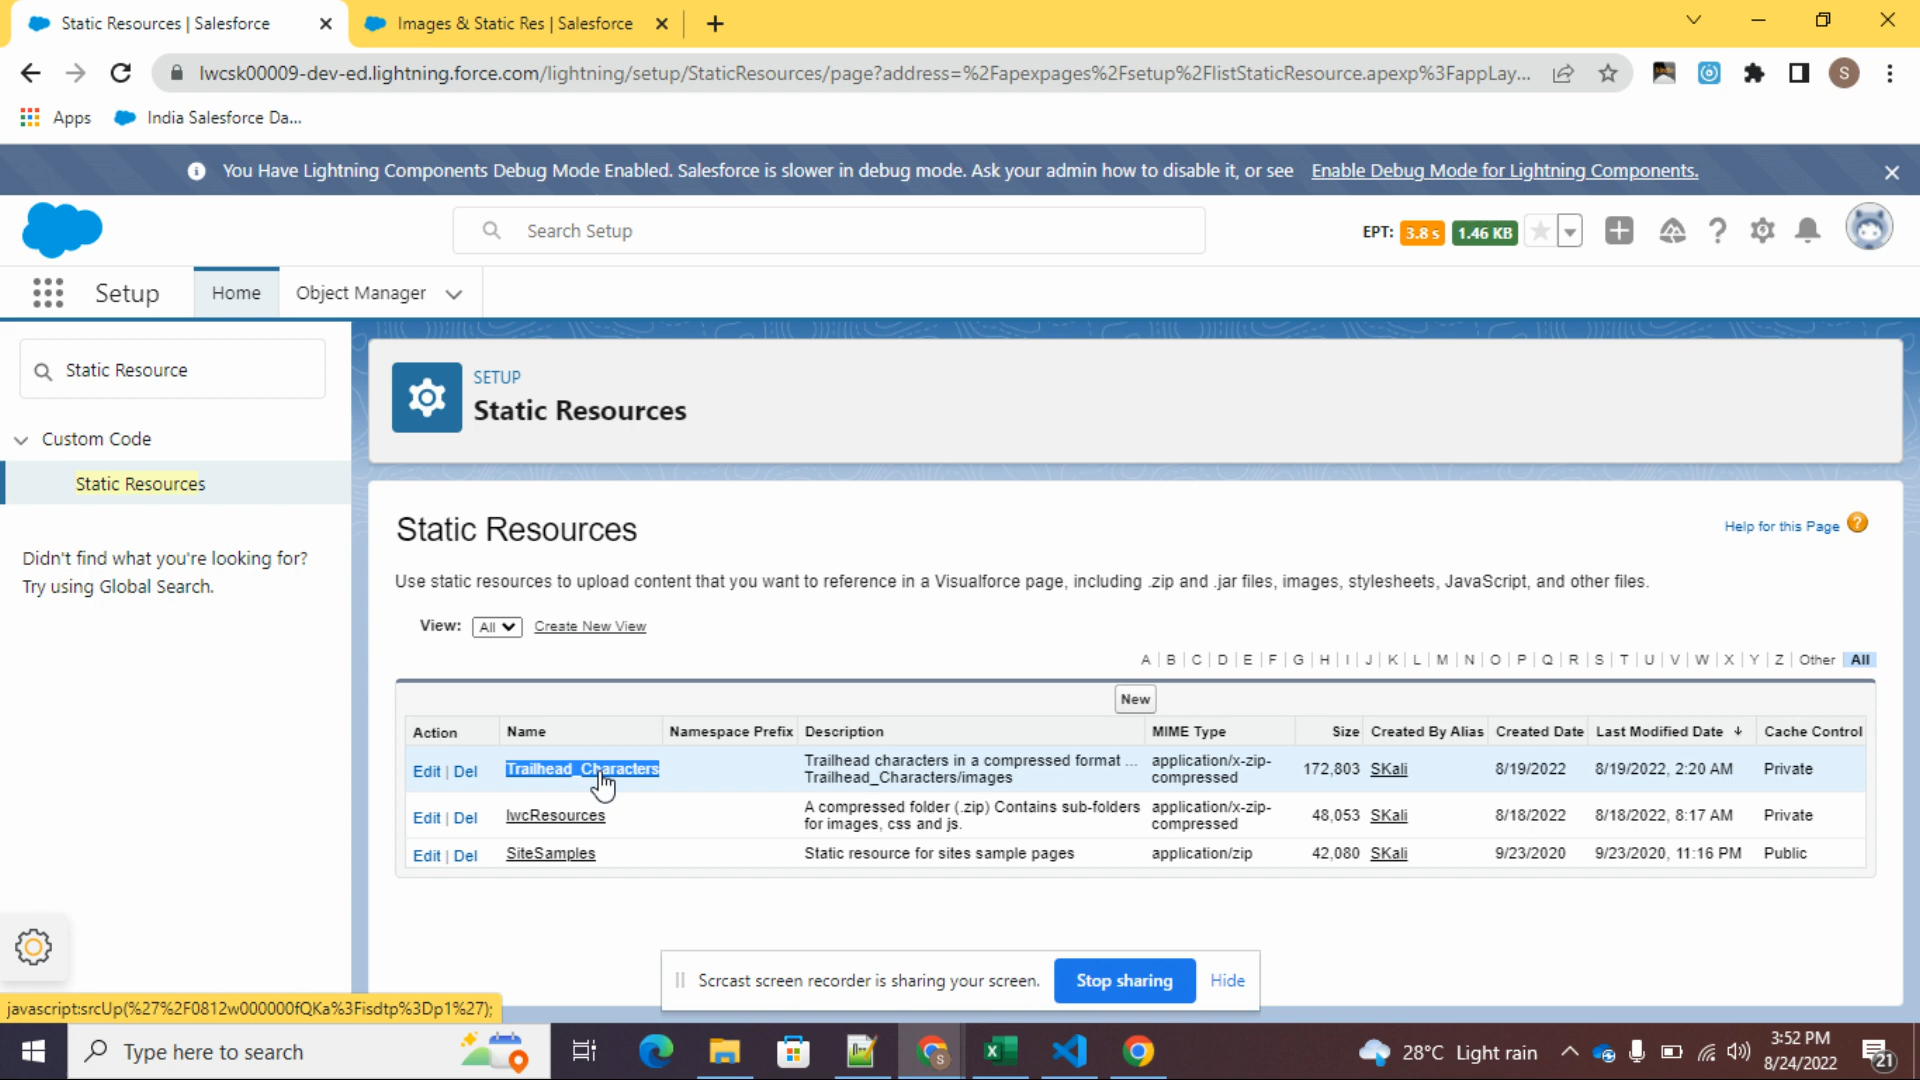 Static Resources | Salesforce
Images & Static Res | Salesforce
lwcsk00009-dev-ed.lightning.force.com/lightning/setup/StaticResources/page?address=%2Fapexpages%2Fsetup%2FlistStaticResource.apexp%3FappLay...
S
Apps
India Salesforce Da...
You Have Lightning Components Debug Mode Enabled. Salesforce is slower in debug mode. Ask your admin how to disable it, or see Enable Debug Mode for Lightning Components.
Search Setup
EPT: 3.8 s 1.46 KB
Setup
Home
Object Manager
Static Resource
Custom Code
Static Resources
Didn't find what you're looking for?
Try using Global Search.
SETUP
Static Resources
Static Resources
Help for this Page
Use static resources to upload content that you want to reference in a Visualforce page, including .zip and .jar files, images, stylesheets, JavaScript, and other files.
View: All Create New View
A | B | C | D | E | F | G | H | I | J | K | L | M | N | O | P | Q | R | S | T | U | V | W | X | Y | Z | Other | All
New
Action Name Namespace Prefix Description MIME Type Size Created By Alias Created Date Last Modified Date Cache Control
Edit | Del Trailhead_Characters Trailhead characters in a compressed format ... application/x-zip- 172,803 SKali 8/19/2022 8/19/2022, 2:20 AM Private
Trailhead_Characters/images compressed
Edit | Del lwcResources A compressed folder (.zip) Contains sub-folders application/x-zip- 48,053 SKali 8/18/2022 8/18/2022, 8:17 AM Private
for images, css and js. compressed
Edit | Del SiteSamples Static resource for sites sample pages application/zip 42,080 SKali 9/23/2020 9/23/2020, 11:16 PM Public
Scrcast screen recorder is sharing your screen.
Stop sharing
Hide
javascript:srcUp(%27%2F0812w000000fQKa%3Fisdtp%3Dp1%27);
Type here to search
28°C Light rain
3:52 PM
8/24/2022
21